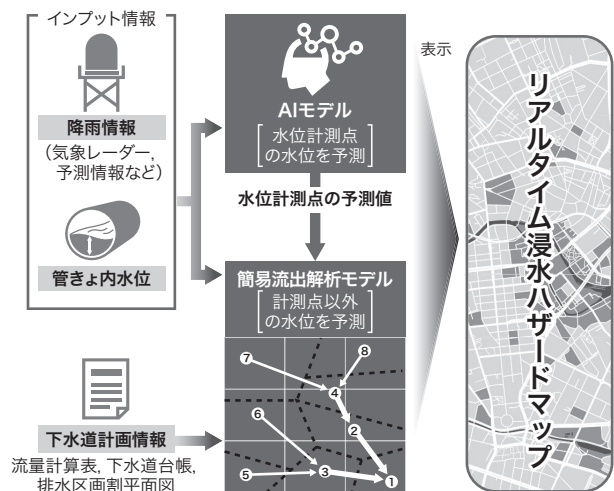 インプット情報
降雨情報
(気象レーダー,
予測情報など)
管きょ内水位
下水道計画情報
流量計算表, 下水道台帳,
排水区画割平面図
AIモデル
水位計測点
の水位を予測
水位計測点の予測値
簡易流出解析モデル
計測点以外
の水位を予測
⑦
⑧
④
⑥
②
⑤
③
①
表示
リアルタイム浸水ハザードマップ